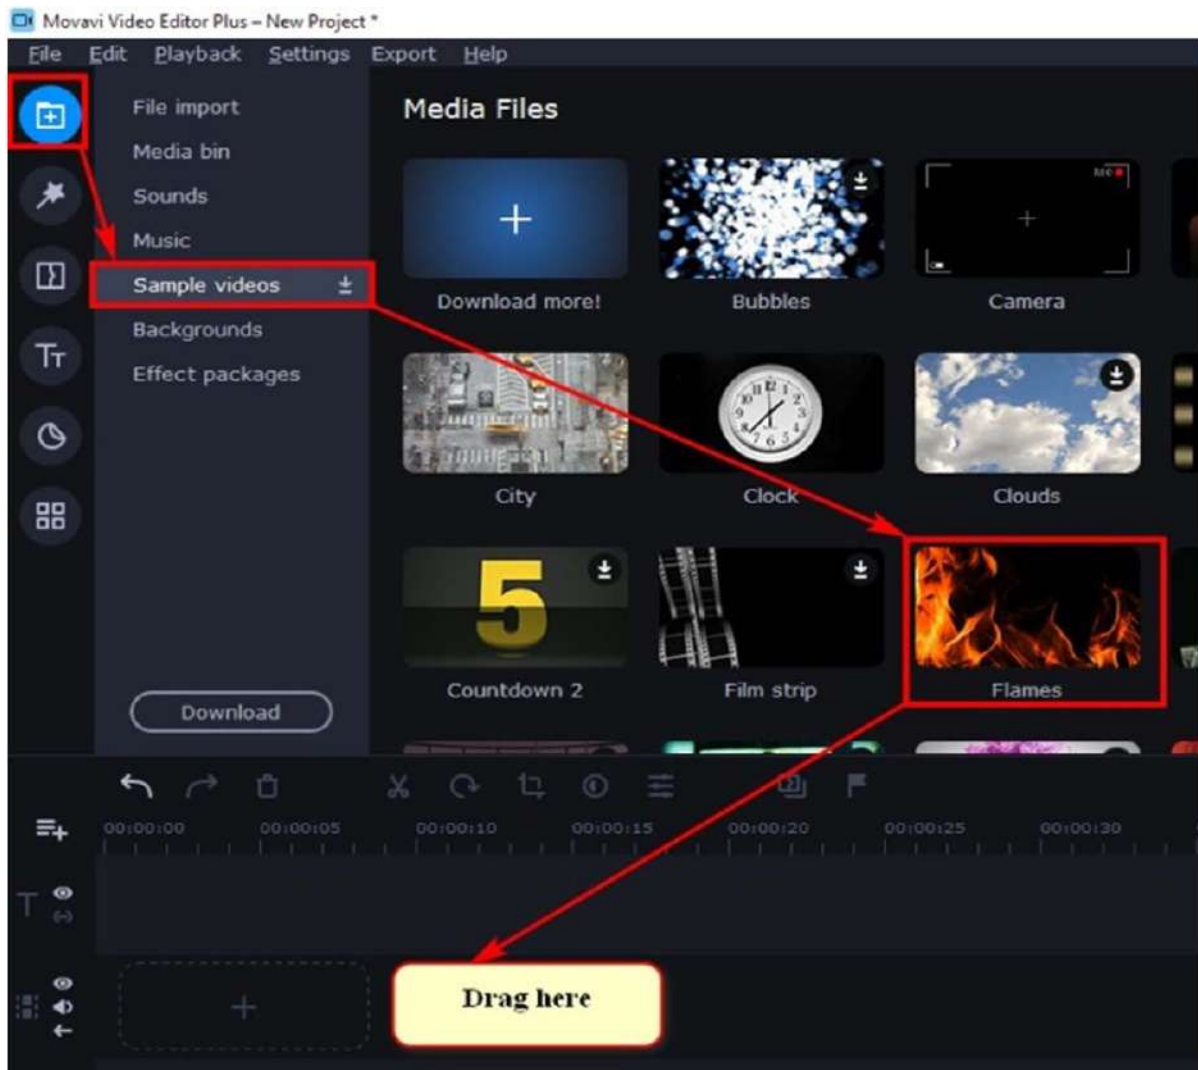 Movavi Video Editor Plus – New Project *
File Edit Playback Settings Export Help
File import
Media bin
Sounds
Music
Sample videos
Backgrounds
Effect packages
Download
Media Files
Download more!
Bubbles
Camera
City
Clock
Clouds
5
Countdown 2
Film strip
Flames
00:00:00 00:00:05 00:00:10 00:00:15 00:00:20 00:00:25 00:00:30
Drag here